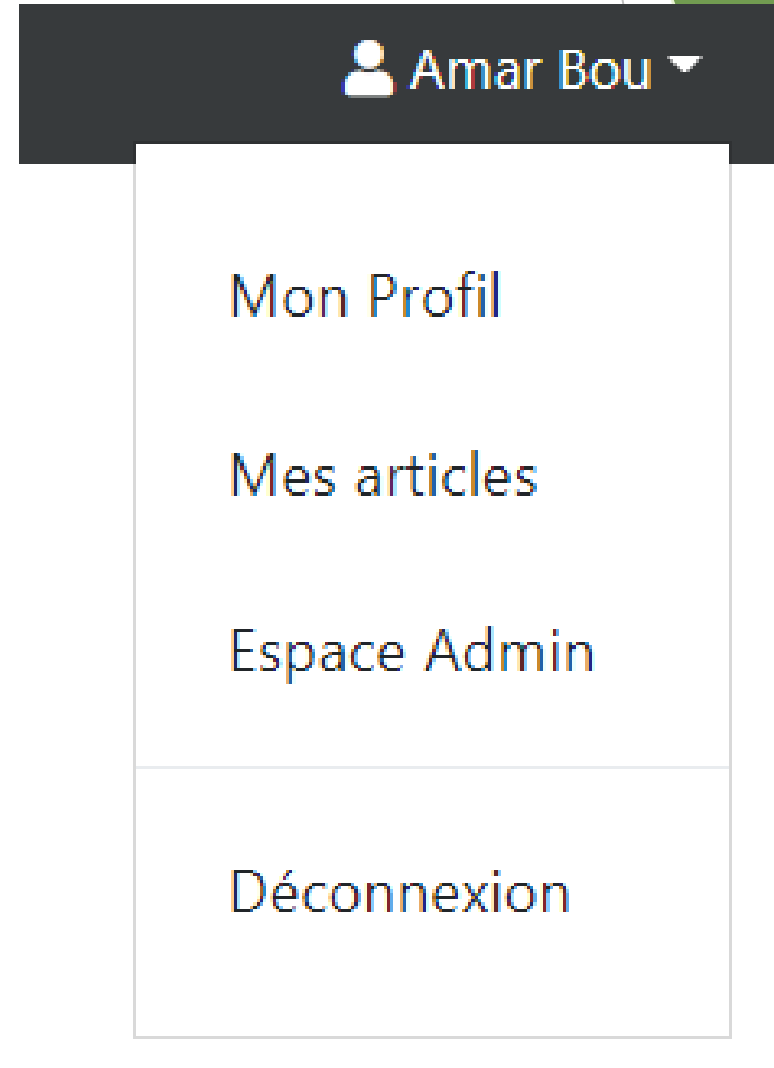 Amar Bou
Mon Profil
Mes articles
Espace Admin
Déconnexion